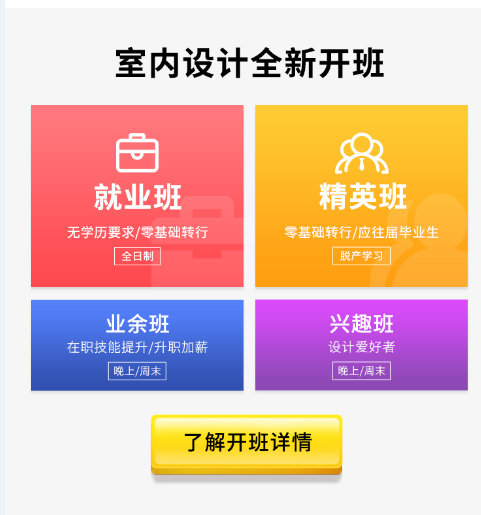 室内设计全新开班
就业班
无学历要求/零基础转行
全日制
精英班
零基础转行/应往届毕业生
脱产学习
业余班
在职技能提升/升职加薪
晚上/周末
兴趣班
设计爱好者
晚上/周末
了解开班详情